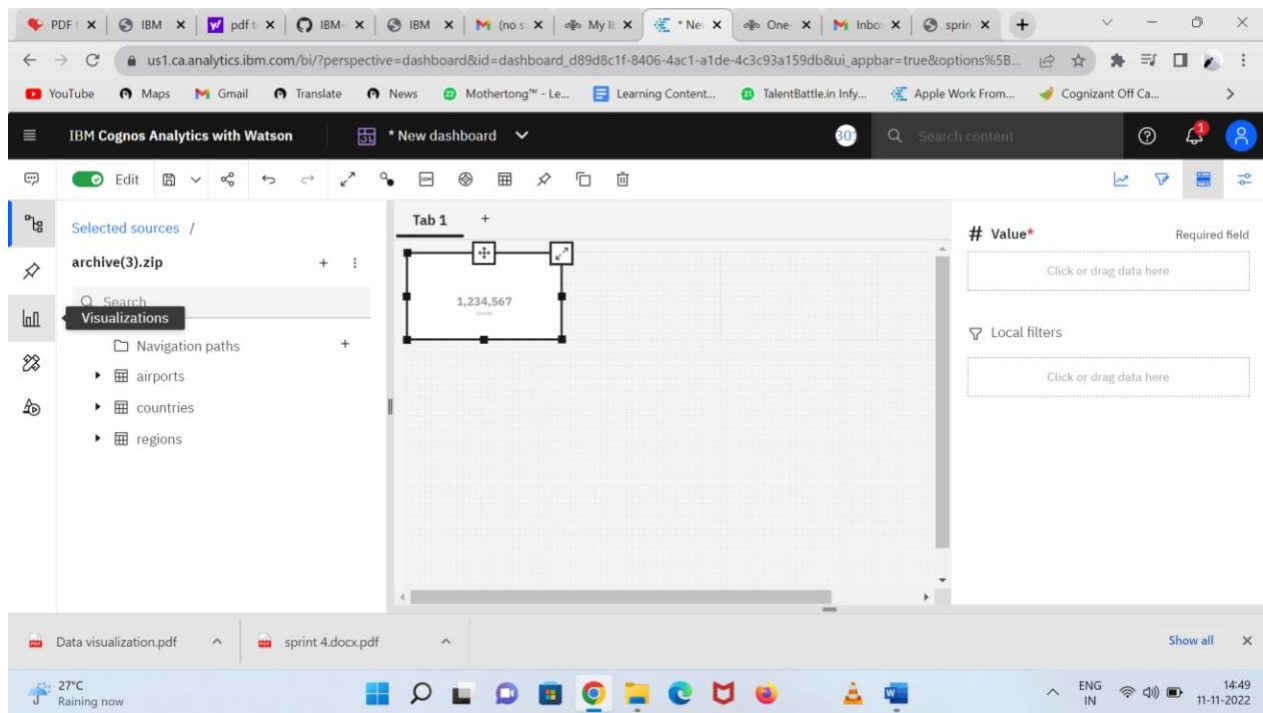 PDF t
IBM
pdf t
IBM-
IBM
(no s
My IE
* Nev
One-
Inbo
sprin
us1.ca.analytics.ibm.com/bi/?perspective=dashboard&id=dashboard_d89d8c1f-8406-4ac1-a1de-4c3c93a159db&ui_appbar=true&options%5B...
YouTube Maps Gmail Translate News Mothertong™ - Le... Learning Content... TalentBattle.in Infy... Apple Work From... Cognizant Off Ca...
IBM Cognos Analytics with Watson * New dashboard 30 Search content 1
Edit
Selected sources /
archive(3).zip
Search
Visualizations
Navigation paths
airports
countries
regions
Tab 1
1,234,567
# Value* Required field
Click or drag data here
Local filters
Click or drag data here
Data visualization.pdf sprint 4.docx.pdf Show all
27°C
Raining now
ENG
IN
14:49
11-11-2022